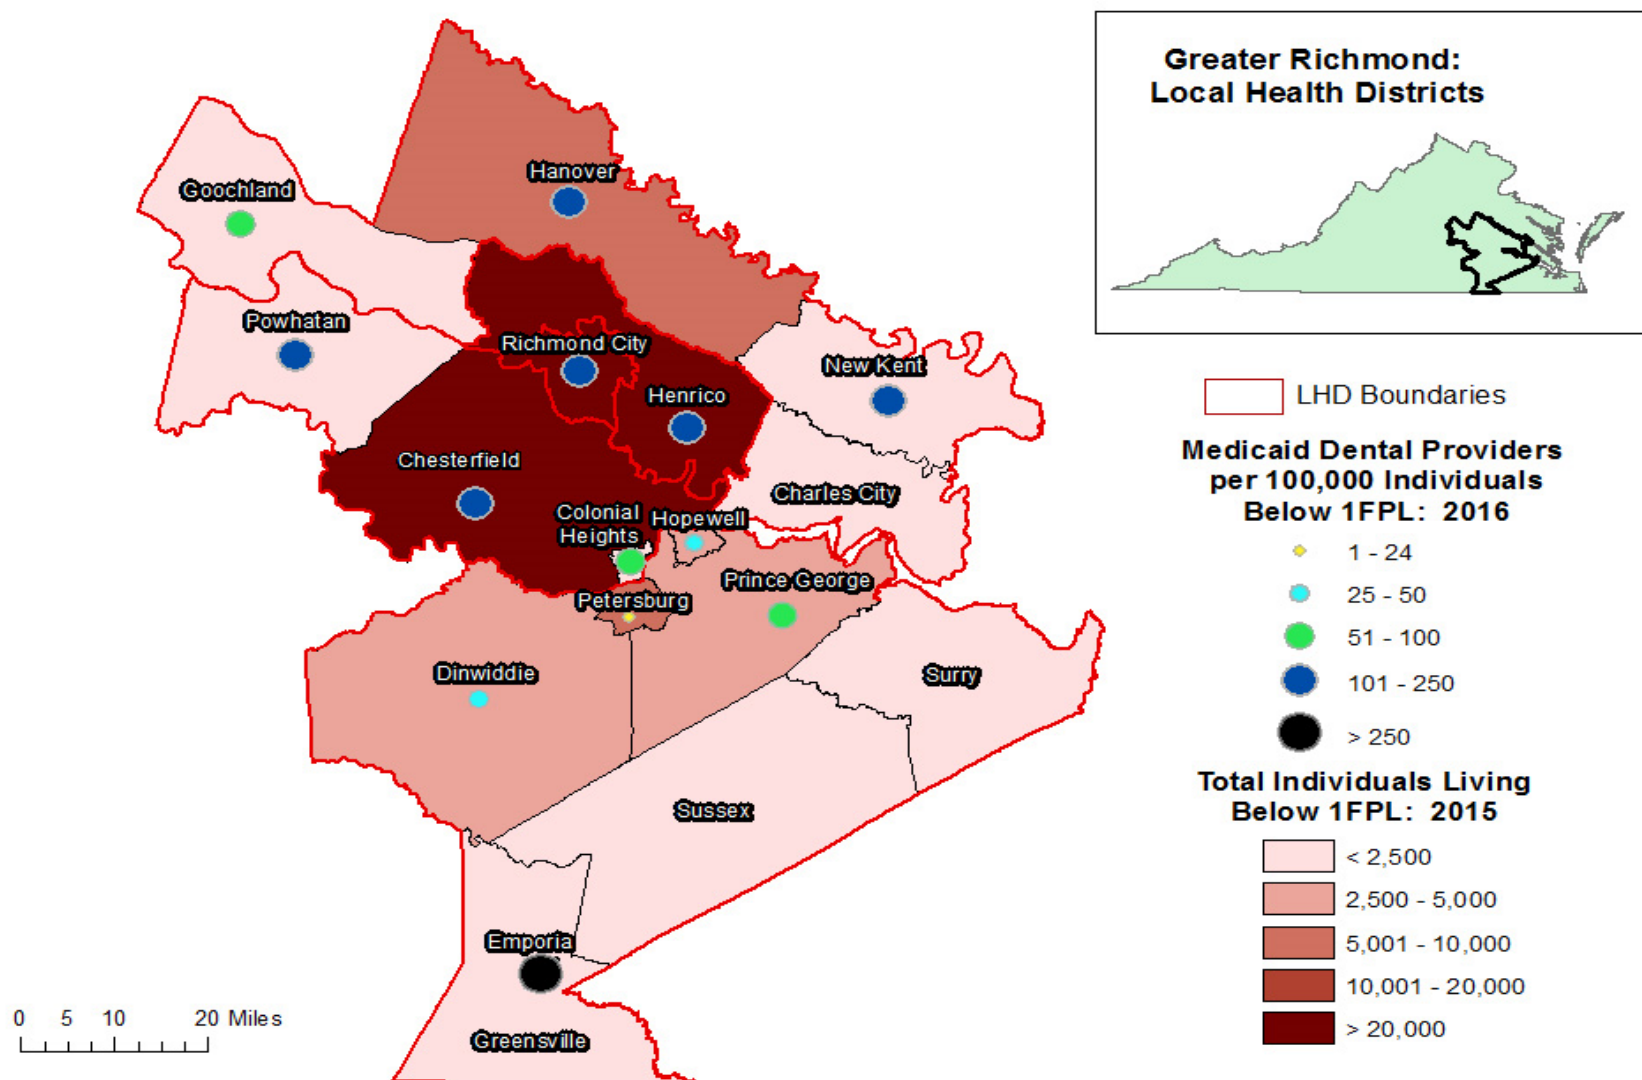 Greater Richmond:
Local Health Districts
Hanover
Goochland
Powhatan
Richmond City
New Kent
Henrico
Chesterfield
Charles City
Colonial
Heights
Hopewell
Prince George
Petersburg
Dinwiddie
Surry
Sussex
Emporia
Greensville
0 5 10 20 Miles
LHD Boundaries
Medicaid Dental Providers
per 100,000 Individuals
Below 1FPL: 2016
1 - 24
25 - 50
51 - 100
101 - 250
> 250
Total Individuals Living
Below 1FPL: 2015
< 2,500
2,500 - 5,000
5,001 - 10,000
10,001 - 20,000
> 20,000